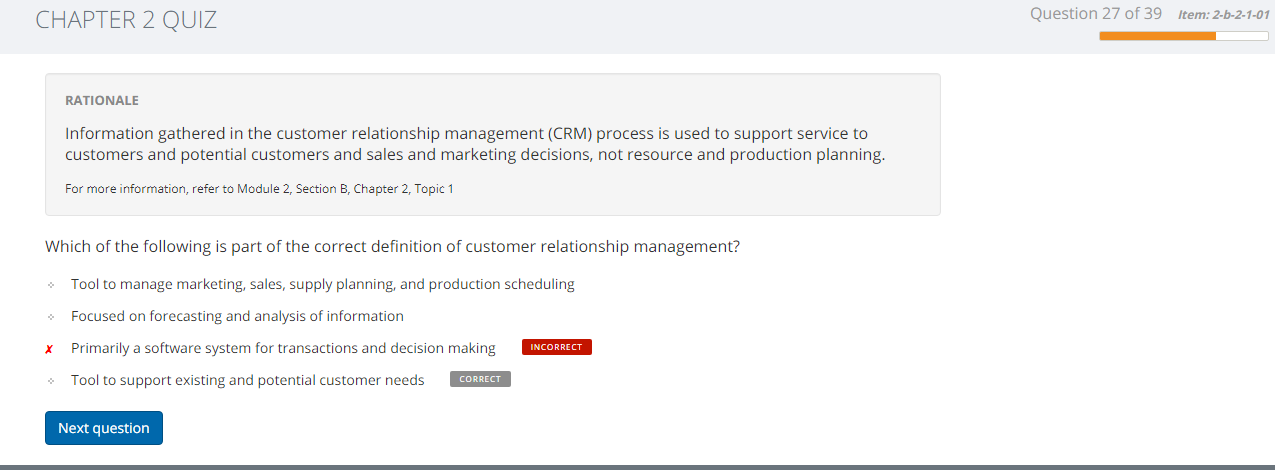 CHAPTER 2 QUIZ
Question 27 of 39 Item: 2-b-2-1-01
RATIONALE
Information gathered in the customer relationship management (CRM) process is used to support service to
customers and potential customers and sales and marketing decisions, not resource and production planning.
For more information, refer to Module 2, Section B, Chapter 2, Topic 1
Which of the following is part of the correct definition of customer relationship management?
Tool to manage marketing, sales, supply planning, and production scheduling
Focused on forecasting and analysis of information
✗ Primarily a software system for transactions and decision making INCORRECT
Tool to support existing and potential customer needs CORRECT
Next question